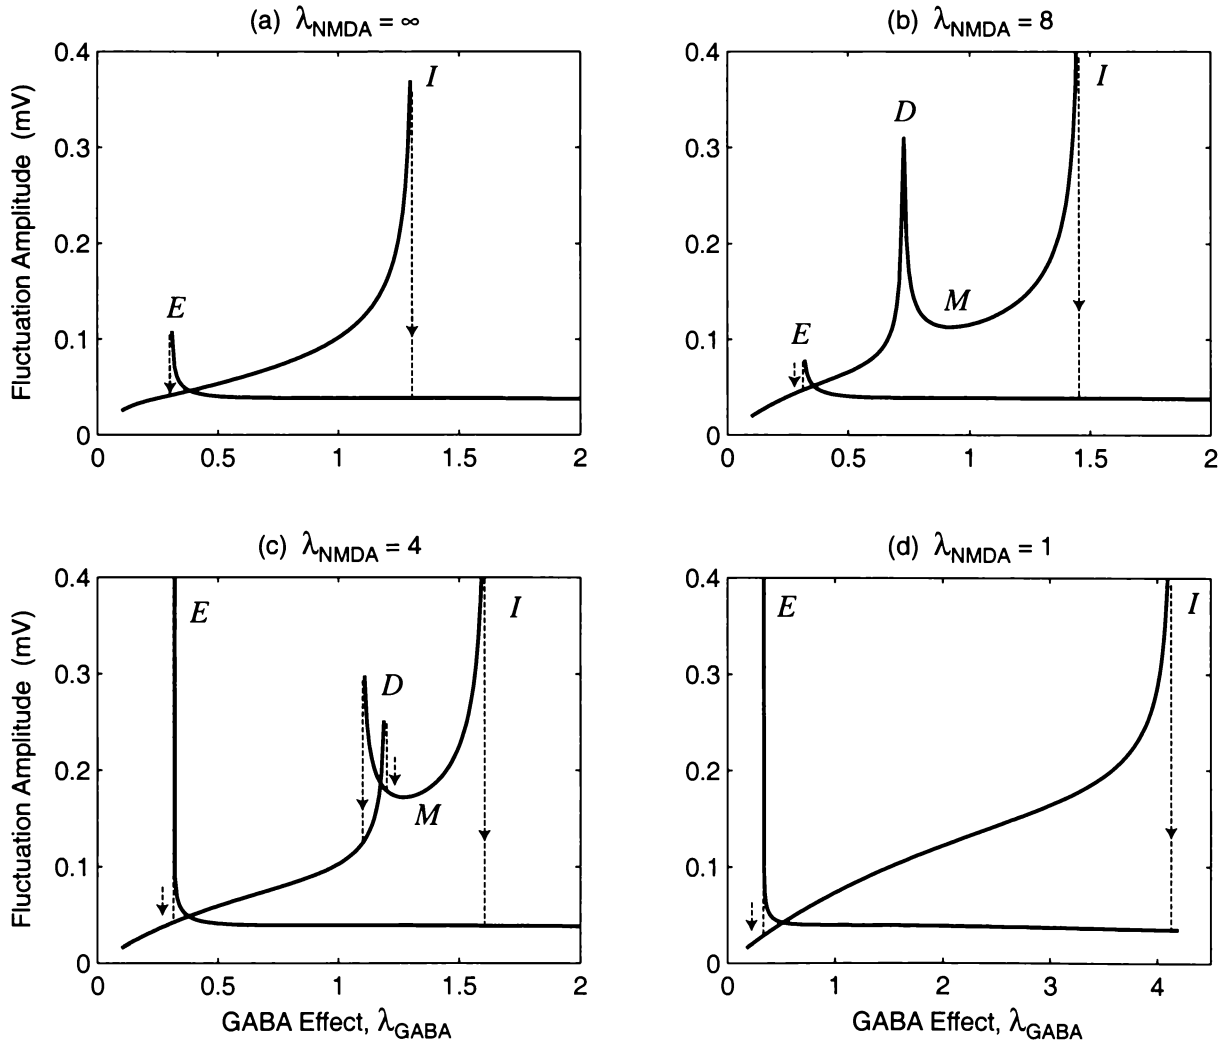 (a) λNMDA = ∞
(b) λNMDA = 8
Fluctuation Amplitude (mV)
0.4
0.3
0.2
0.1
0
0 0.5 1 1.5 2
E
I
0.4
0.3
0.2
0.1
0
0 0.5 1 1.5 2
E
D
M
I
(c) λNMDA = 4
(d) λNMDA = 1
Fluctuation Amplitude (mV)
0.4
0.3
0.2
0.1
0
0 0.5 1 1.5 2
E
D
M
I
GABA Effect, λGABA
0.4
0.3
0.2
0.1
0
0 1 2 3 4
E
I
GABA Effect, λGABA